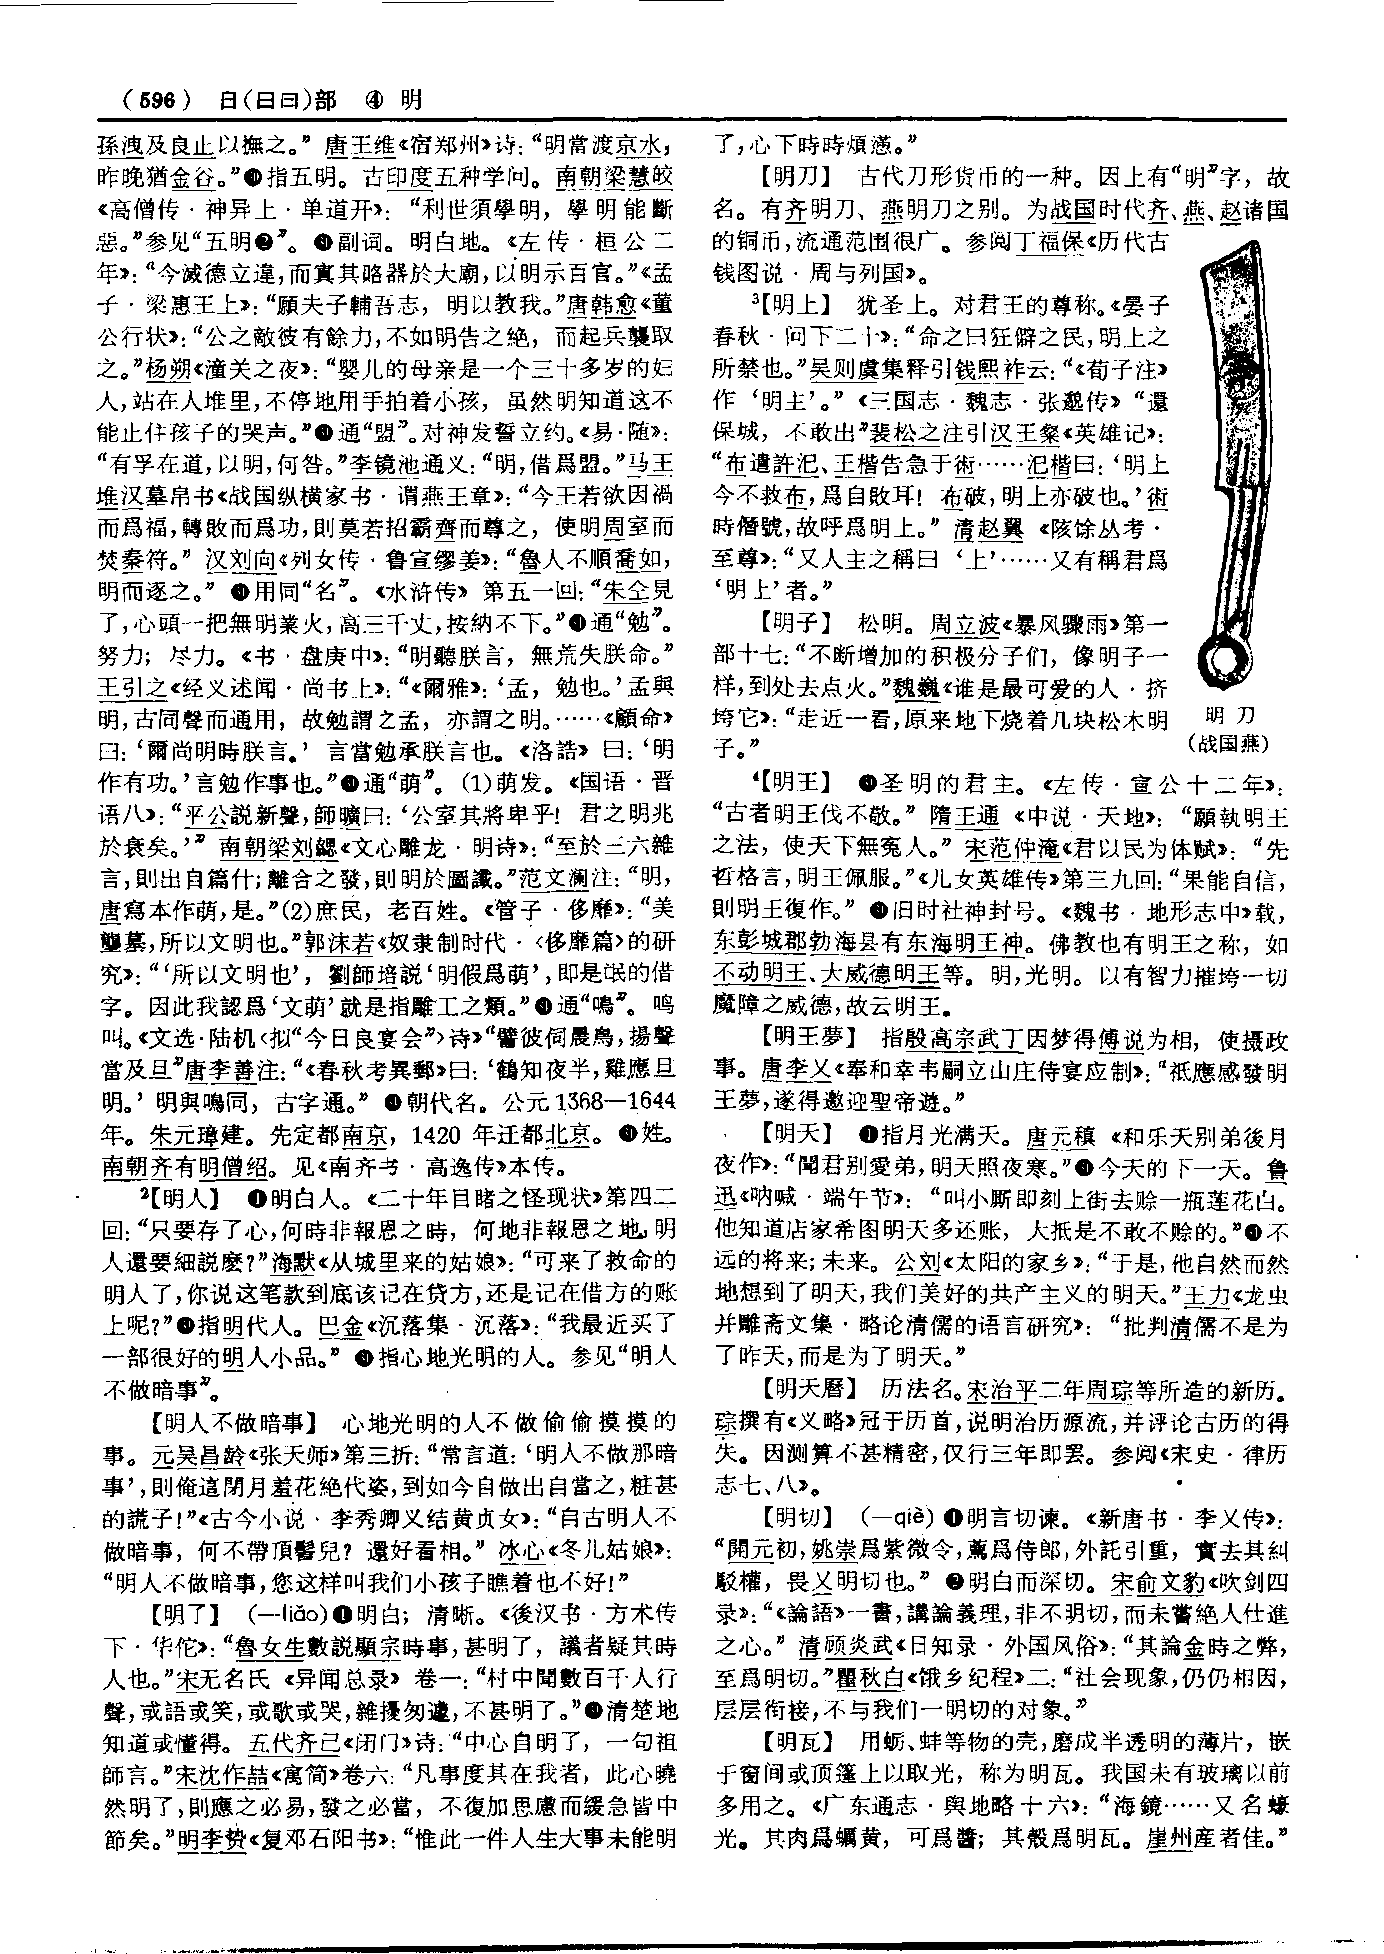 （596） 日（日曰）部 ④ 明
孫洩及良止以撫之。”唐王维《宿郑州》诗：“明當渡京水，
昨晚猶金谷。”指五明。古印度五种学问。南朝梁慧皎
《高僧传·神异上·单道开》：“利世須學明，學明能斷
惡。”参见“五明❷”。副词。明白地。《左传·桓公二
年》：“今滅德立違，而寘其賂器於大廟，以明示百官。”《孟
子·梁惠王上》：“願夫子輔吾志，明以教我。”唐韩愈《董
公行状》：“公之敵彼有餘力，不如明告之絶，而起兵襲取
之。”杨朔《潼关之夜》：“婴儿的母亲是一个三十多岁的妇
人，站在人堆里，不停地用手拍着小孩，虽然明知道这不
能止住孩子的哭声。”通“盟”。对神发誓立约。《易·随》：
“有孚在道，以明，何咎。”李镜池通义：“明，借爲盟。”马王
堆汉墓帛书《战国纵横家书·谓燕王章》：“今王若欲因過
而爲福，轉敗而爲功，則莫若招霸齊而尊之，使明周室而
焚秦符。”汉刘向《列女传·鲁宣缪姜》：“魯人不順喬如，
明而逐之。”用同“名”。《水浒传》第五一回：“朱仝見
了，心頭一把無明業火，高三千丈，按納不下。”通“勉”。
努力；尽力。《书·盘庚中》：“明聽朕言，無荒失朕命。”
王引之《经义述闻·尚书上》：“《爾雅》：‘孟，勉也。’孟與
明，古同聲而通用，故勉謂之孟，亦謂之明。……《顧命》
曰：‘爾尚明時朕言。’言當勉承朕言也。《洛誥》曰：‘明
作有功。’言勉作事也。”通“萌”。(1)萌发。《国语·晋
语八》：“平公説新聲，師曠曰：‘公室其將卑乎！君之明兆
於衰矣。’”南朝梁刘勰《文心雕龙·明诗》：“至於三六雜
言，則出自篇什；離合之發，則明於圖讖。”范文澜注：“明，
唐寫本作萌，是。”(2)庶民，老百姓。《管子·侈靡》：“美
壟墓，所以文明也。”郭沫若《奴隶制时代·〈侈靡篇〉的研
究》：“‘所以文明也’，劉師培説‘明假爲萌’，即是氓的借
字。因此我認爲‘文萌’就是指雕工之類。”通“鳴”。鸣
叫。《文选·陆机〈拟“今日良宴会”〉诗》“譬彼伺晨鳥，揚聲
當及旦”唐李善注：“《春秋考異郵》曰：‘鶴知夜半，雞應旦
明。’明與鳴同，古字通。”朝代名。公元1368—1644
年。朱元璋建。先定都南京，1420 年迁都北京。姓。
南朝齐有明僧绍。见《南齐书·高逸传》本传。
²【明人】 ❶明白人。《二十年目睹之怪现状》第四二
回：“只要存了心，何時非報恩之時，何地非報恩之地，明
人還要細説麽？”海默《从城里来的姑娘》：“可来了救命的
明人了，你说这笔款到底该记在贷方，还是记在借方的账
上呢？”❷指明代人。巴金《沉落集·沉落》：“我最近买了
一部很好的明人小品。”❸指心地光明的人。参见“明人
不做暗事”。
【明人不做暗事】 心地光明的人不做偷偷摸摸的
事。元吴昌龄《张天师》第三折：“常言道：‘明人不做那暗
事’，則俺這閉月羞花絶代姿，到如今自做出自當之，粧甚
的謊子！”《古今小说·李秀卿义结黄贞女》：“自古明人不
做暗事，何不帶頂髻兒？還好看相。”冰心《冬儿姑娘》：
“明人不做暗事，您这样叫我们小孩子瞧着也不好！”
【明了】 （—liǎo）❶明白；清晰。《後汉书·方术传
下·华佗》：“魯女生數説顯宗時事，甚明了，議者疑其時
人也。”宋无名氏《异闻总录》卷一：“村中聞數百千人行
聲，或語或笑，或歌或哭，雜擾匆遽，不甚明了。”❷清楚地
知道或懂得。五代齐己《闭门》诗：“中心自明了，一句祖
師言。”宋沈作喆《寓简》卷六：“凡事度其在我者，此心曉
然明了，則應之必易，發之必當，不復加思慮而緩急皆中
節矣。”明李贽《复邓石阳书》：“惟此一件人生大事未能明
了，心下時時煩懣。”
【明刀】 古代刀形货币的一种。因上有“明”字，故
名。有齐明刀、燕明刀之别。为战国时代齐、燕、赵诸国
的铜币，流通范围很广。参阅丁福保《历代古
钱图说·周与列国》。
³【明上】 犹圣上。对君王的尊称。《晏子
春秋·问下二十》：“命之曰狂僻之民，明上之
所禁也。”吴则虞集释引钱熙祚云：“《荀子注》
作‘明主’。”《三国志·魏志·张邈传》“還
保城，不敢出”裴松之注引汉王粲《英雄记》：
“布遣許汜、王楷告急于術……汜楷曰：‘明上
今不救布，爲自敗耳！布破，明上亦破也。’術
時僭號，故呼爲明上。”清赵翼《陔馀丛考·
至尊》：“又人主之稱曰‘上’……又有稱君爲
‘明上’者。”
【明子】 松明。周立波《暴风骤雨》第一
部十七：“不断增加的积极分子们，像明子一
样，到处去点火。”魏巍《谁是最可爱的人·挤
垮它》：“走近一看，原来地下烧着几块松木明
子。”
明刀
（战国燕）
⁴【明王】 ❶圣明的君主。《左传·宣公十二年》：
“古者明王伐不敬。”隋王通《中说·天地》：“願執明王
之法，使天下無冤人。”宋范仲淹《君以民为体赋》：“先
哲格言，明王佩服。”《儿女英雄传》第三九回：“果能自信，
則明王復作。”❷旧时社神封号。《魏书·地形志中》载，
东彭城郡勃海县有东海明王神。佛教也有明王之称，如
不动明王、大威德明王等。明，光明。以有智力摧垮一切
魔障之威德，故云明王。
【明王夢】 指殷高宗武丁因梦得傅说为相，使摄政
事。唐李乂《奉和幸韦嗣立山庄侍宴应制》：“祗應感發明
王夢，遂得邀迎聖帝遊。”
【明天】 ❶指月光满天。唐元稹《和乐天别弟後月
夜作》：“聞君别愛弟，明天照夜寒。”❷今天的下一天。鲁
迅《呐喊·端午节》：“叫小厮即刻上街去赊一瓶莲花白。
他知道店家希图明天多还账，大抵是不敢不赊的。”❸不
远的将来；未来。公刘《太阳的家乡》：“于是，他自然而然
地想到了明天，我们美好的共产主义的明天。”王力《龙虫
并雕斋文集·略论清儒的语言研究》：“批判清儒不是为
了昨天，而是为了明天。”
【明天曆】 历法名。宋治平二年周琮等所造的新历。
琮撰有《义略》冠于历首，说明治历源流，并评论古历的得
失。因测算不甚精密，仅行三年即罢。参阅《宋史·律历
志七、八》。
【明切】 （—qiè）❶明言切谏。《新唐书·李乂传》：
“開元初，姚崇爲紫微令，薦爲侍郎，外託引重，實去其糾
駁權，畏乂明切也。”❷明白而深切。宋俞文豹《吹剑四
录》：“《論語》一書，講論義理，非不明切，而未嘗絶人仕進
之心。”清顾炎武《日知录·外国风俗》：“其論金時之弊，
至爲明切。”瞿秋白《饿乡纪程》二：“社会现象，仍仍相因，
层层衔接，不与我们一明切的对象。”
【明瓦】 用蛎、蚌等物的壳，磨成半透明的薄片，嵌
于窗间或顶篷上以取光，称为明瓦。我国未有玻璃以前
多用之。《广东通志·舆地略十六》：“海鏡……又名蠔
光。其肉爲蠣黄，可爲醬；其殼爲明瓦。崖州産者佳。”